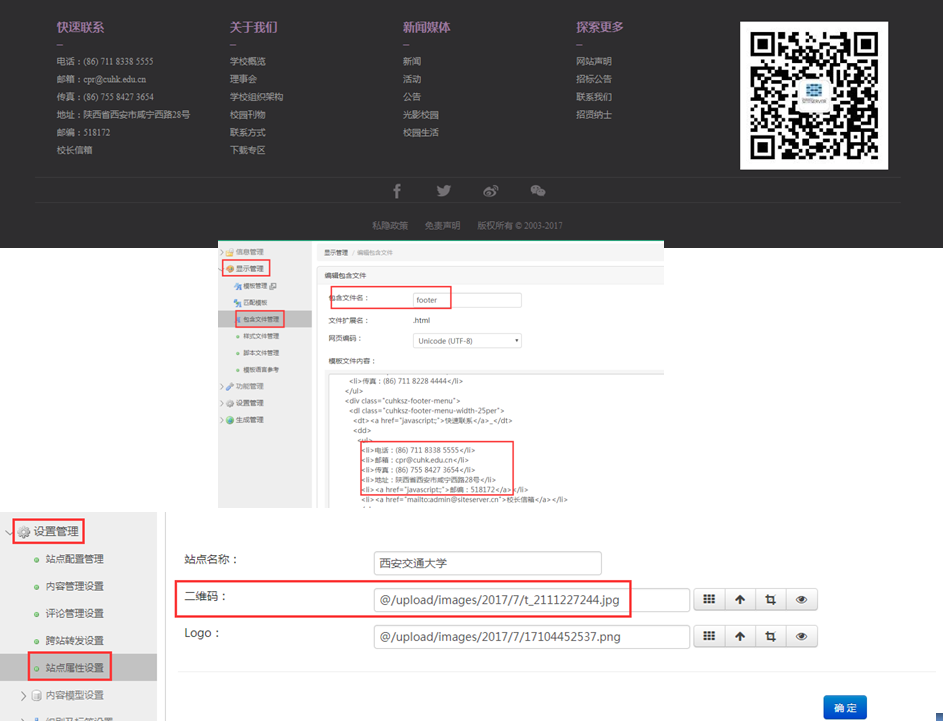 快速联系
电话：(86) 711 8338 5555
邮箱：cpr@cuhk.edu.cn
传真：(86) 755 8427 3654
地址：陕西省西安市咸宁西路28号
邮编：518172
校长信箱
关于我们
学校概览
理事会
学校组织架构
校园刊物
联系方式
下载专区
新闻媒体
新闻
活动
公告
光影校园
校园生活
探索更多
网站声明
招标公告
联系我们
招贤纳士
私隐政策 免责声明 版权所有 © 2003-2017
信息管理
显示管理
模板管理
匹配模板
包含文件管理
样式文件管理
脚本文件管理
模板语言参考
功能管理
设置管理
生成管理
显示管理 / 编辑包含文件
编辑包含文件
包含文件名： footer
文件扩展名： .html
网页编码： Unicode (UTF-8)
模板文件内容：
<li>传真：(86) 711 8228 4444</li>
</ul>
<div class="cuhksz-footer-menu">
<dl class="cuhksz-footer-menu-width-25per">
<dt><a href="javascript:;">快速联系</a>_</dt>
<dd>
<ul>
<li>电话：(86) 711 8338 5555</li>
<li>邮箱：cpr@cuhk.edu.cn</li>
<li>传真：(86) 755 8427 3654</li>
<li>地址：陕西省西安市咸宁西路28号</li>
<li><a href="javascript:;">邮编：518172</a></li>
<li><a href="mailto:admin@siteserver.cn">校长信箱</a></li>
设置管理
站点配置管理
内容管理设置
评论管理设置
跨站转发设置
站点属性设置
内容模型设置
站点名称： 西安交通大学
二维码： @/upload/images/2017/7/t_2111227244.jpg
Logo： @/upload/images/2017/7/17104452537.png
确 定